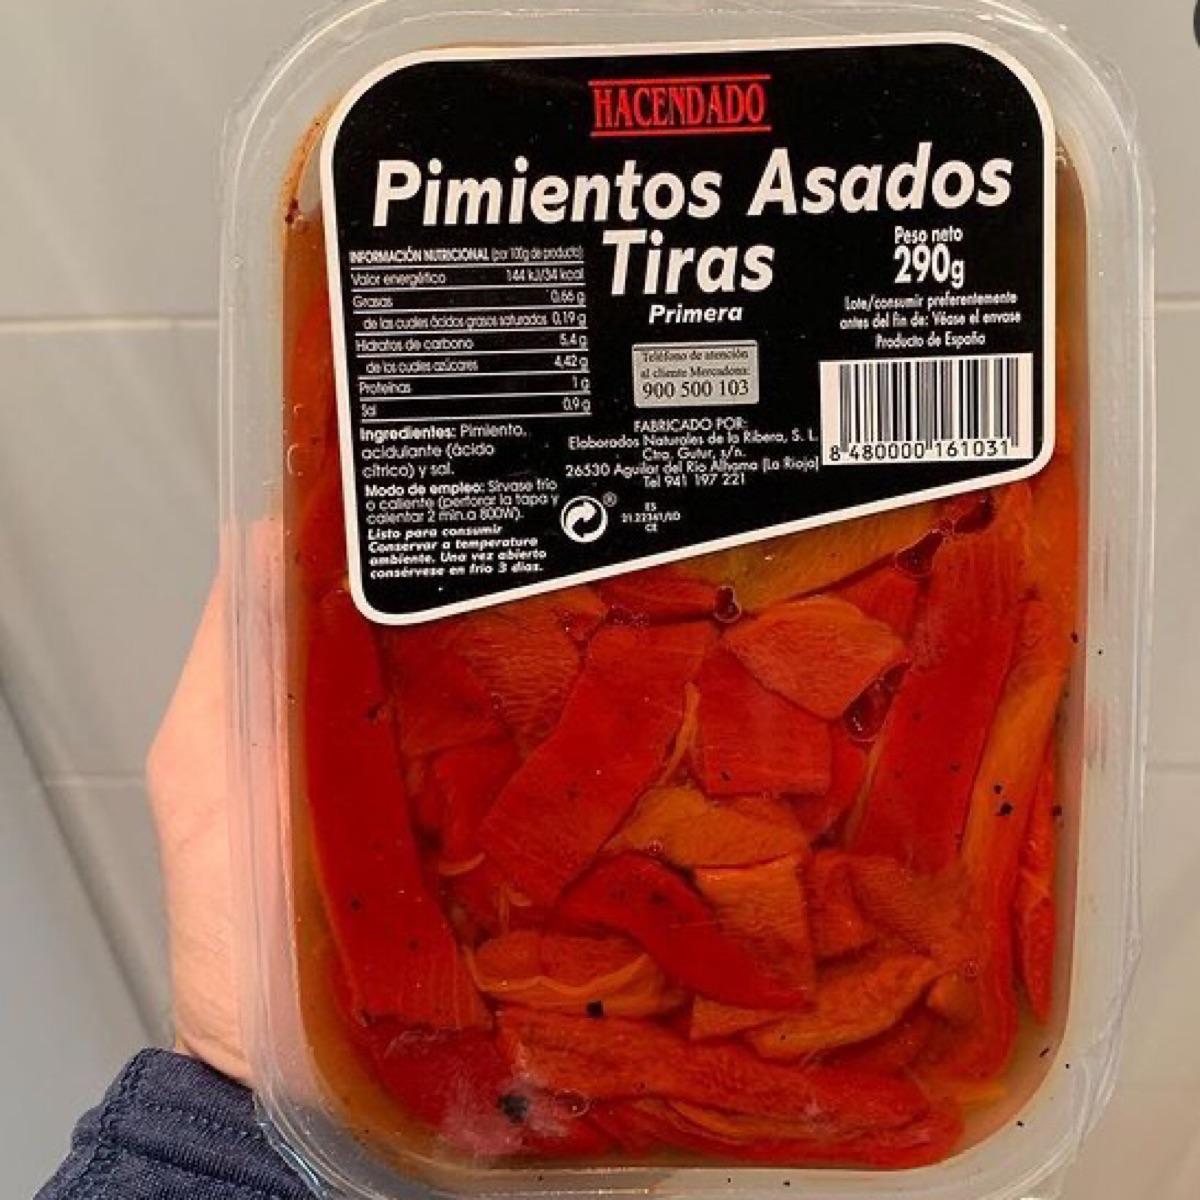 HACENDADO
Pimientos Asados
Tiras
Primera
INFORMACIÓN NUTRICIONAL (por 100g de producto)
Valor energético 144 kJ/34 kcal
Grasas 0,66 g
de las cuales ácidos grasos saturados 0,19 g
Hidratos de carbono 5,4 g
de los cuales azúcares 4,42 g
Proteínas 1 g
Sal 0,9 g
Ingredientes: Pimiento,
acidulante (ácido
cítrico) y sal.
Modo de empleo: Sírvase frío
o caliente (perforar la tapa y
calentar 2 min.a 800W).
Listo para consumir
Conservar a temperatura
ambiente. Una vez abierto
consérvese en frío 3 días.
Teléfono de atención
al cliente Mercadona:
900 500 103
FABRICADO POR:
Elaborados Naturales de la Ribera, S. L.
Ctra. Gutur, s/n.
26530 Aguilar del Río Alhama (La Rioja)
Tel 941 197 221
®
ES
21.22361/LO
CE
Peso neto
290g
Lote/consumir preferentemente
antes del fin de: Véase el envase
Producto de España
8 480000 161031